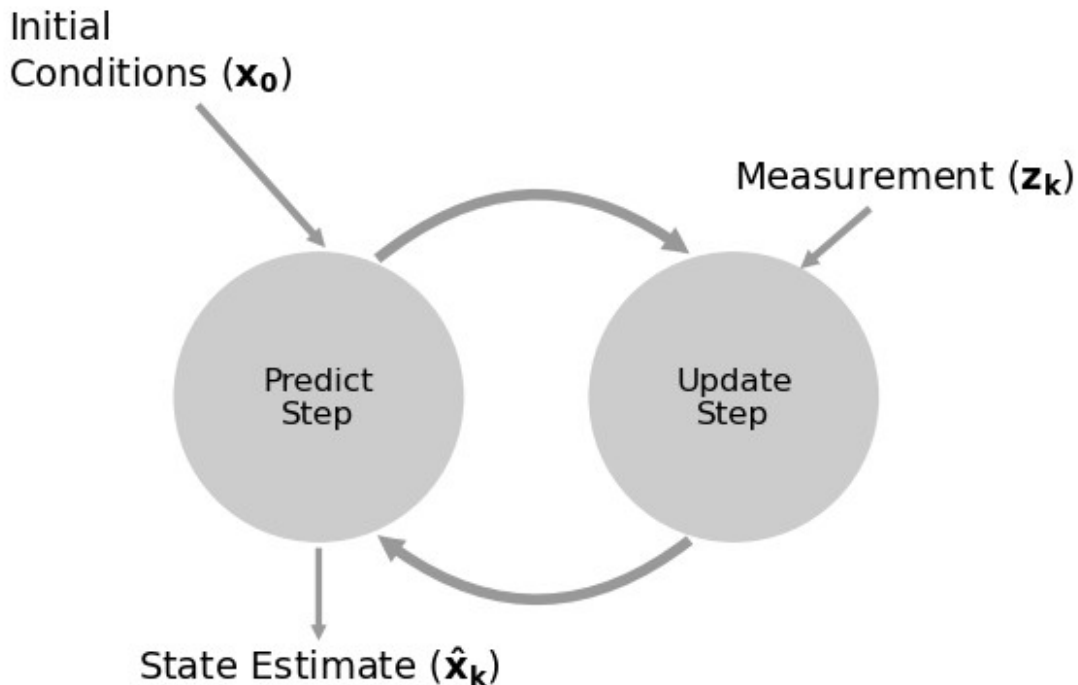 Initial
Conditions (x₀)
Measurement (zₖ)
Predict
Step
Update
Step
State Estimate (x̂ₖ)